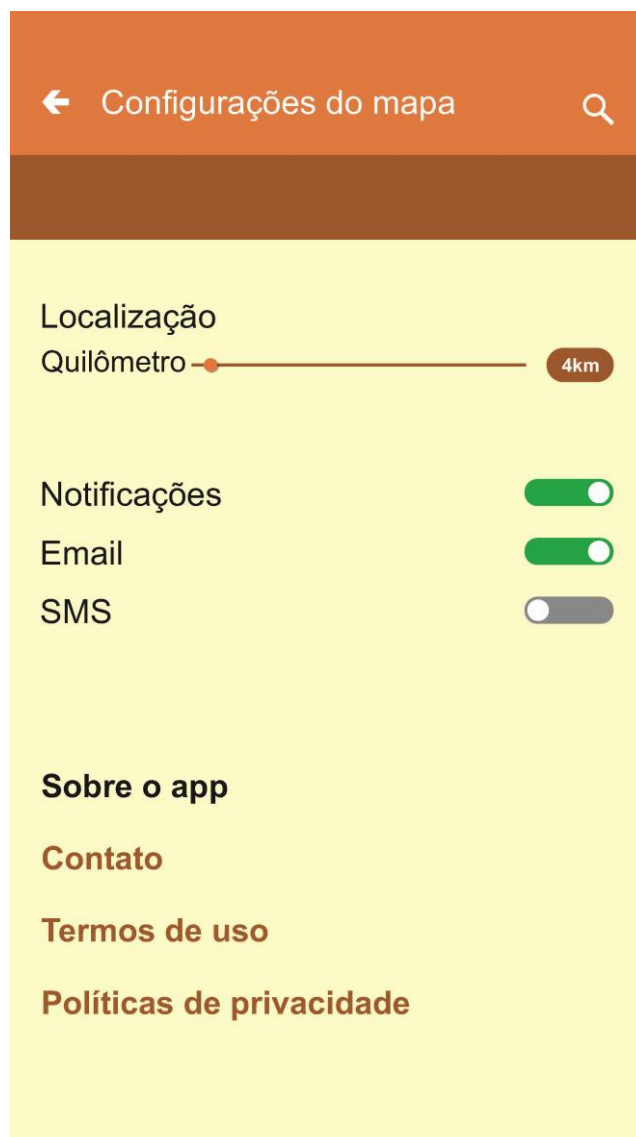 Configurações do mapa
Localização
Quilômetro 4km
Notificações
Email
SMS
Sobre o app
Contato
Termos de uso
Políticas de privacidade